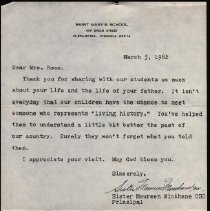 SAINT MARY'S SCHOOL
March 5, 1982
Dear Mrs.
Thank you for sharing with our students so much
about your life and the life of your father. It isn't
everyday that our children have the chance to meet
someone who represents "living history." You've helped
them to understand a little bit better the past of
our country. Surely they won't forget what you told
them.
I appreciate your visit. May God bless you.
Sincerely,
Sister Maureen Minihane CSC
Principal